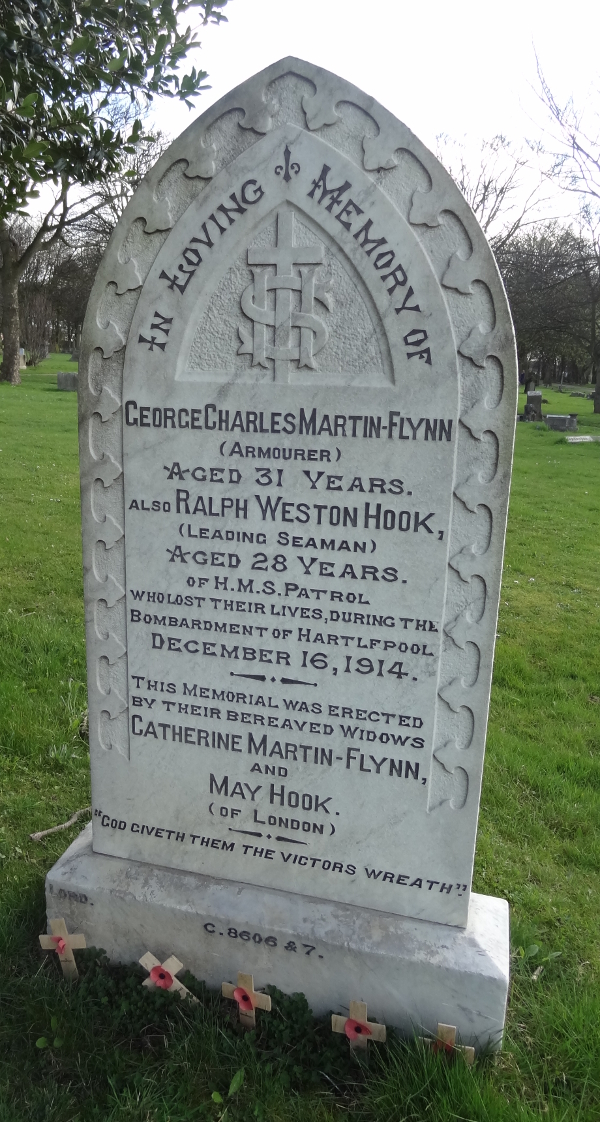 In Loving Memory of
IHS
George Charles Martin-Flynn
(Armourer)
Aged 31 Years.
also Ralph Weston Hook,
(Leading Seaman)
Aged 28 Years.
of H.M.S. Patrol
who lost their lives, during the
Bombardment of Hartlepool
December 16, 1914.
This Memorial was erected
by their bereaved Widows
Catherine Martin-Flynn,
and
May Hook.
(of London)
"God giveth them the victors wreath".
C. 8606 & 7.